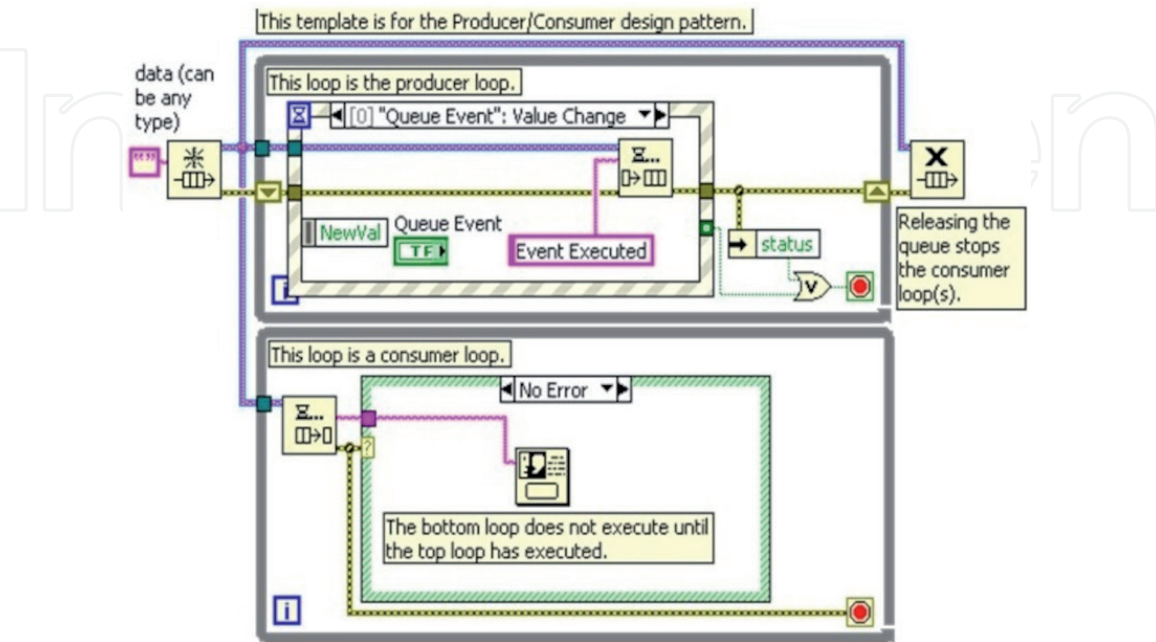 This template is for the Producer/Consumer design pattern.
data (can
be any
type)
This loop is the producer loop.
[0] "Queue Event": Value Change
NewVal
Queue Event
TF
Event Executed
status
V
X
Releasing the
queue stops
the consumer
loop(s).
i
This loop is a consumer loop.
No Error
?
The bottom loop does not execute until
the top loop has executed.
i